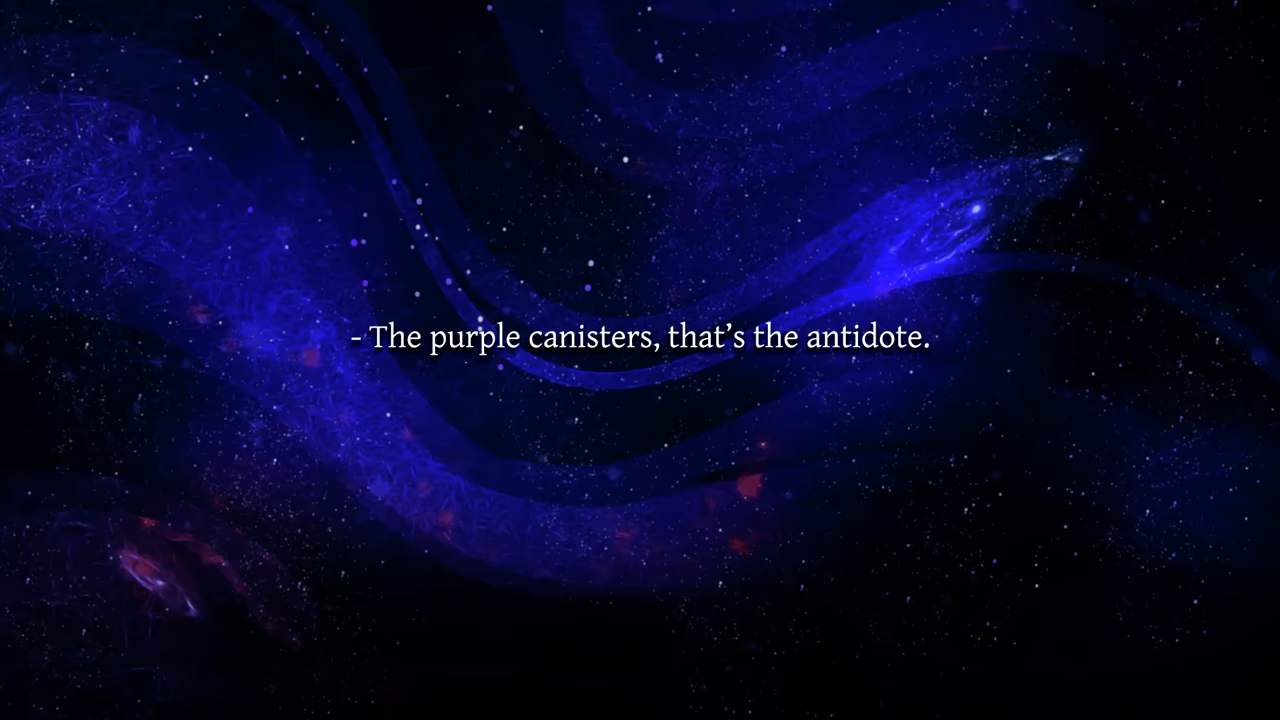 - The purple canisters, that’s the antidote.